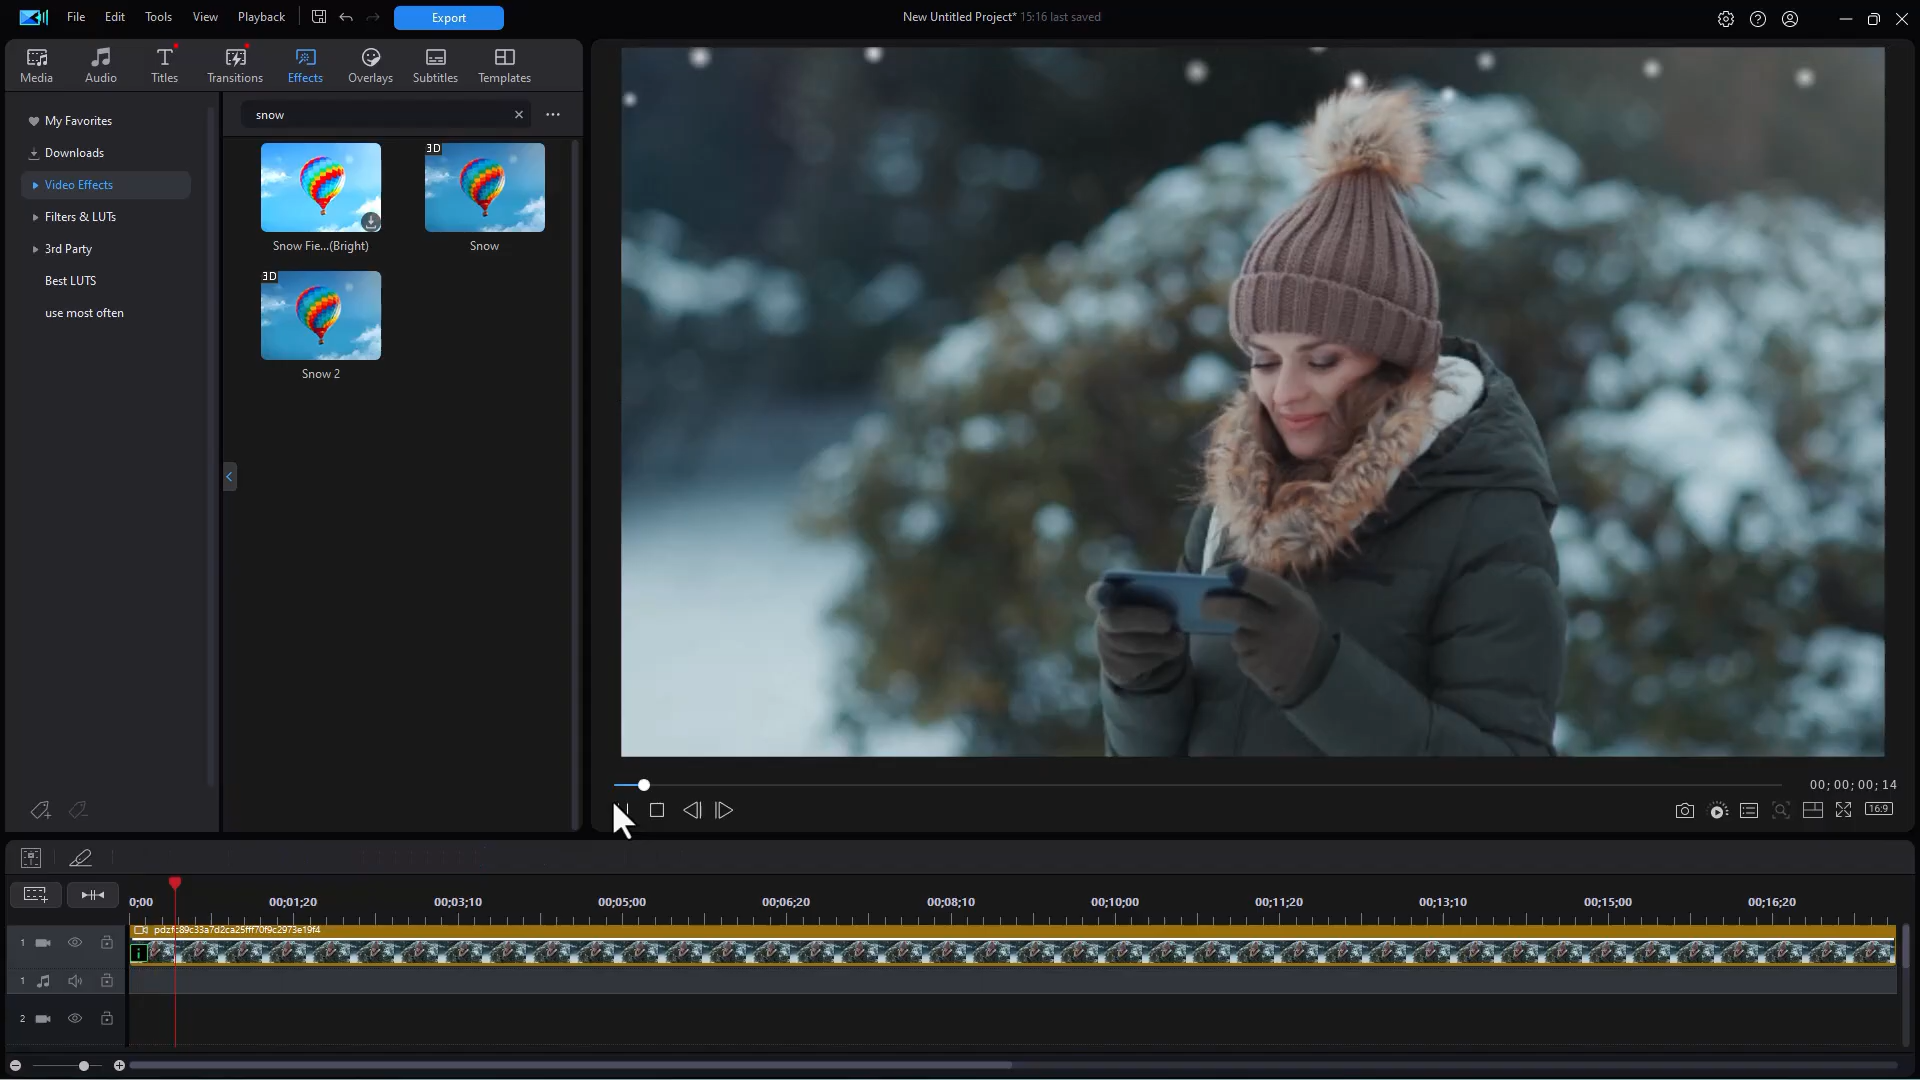 File Edit Tools View Playback Export New Untitled Project* 15:16 last saved
Media Audio Titles Transitions Effects Overlays Subtitles Templates
My Favorites
Downloads
Video Effects
Filters & LUTs
3rd Party
Best LUTS
use most often
snow
Snow Fie...(Bright)
3D
Snow
3D
Snow 2
00;00;00;14
16:9
0;00 00;01;20 00;03;10 00;05;00 00;06;20 00;08;10 00;10;00 00;11;20 00;13;10 00;15;00 00;16;20
1
1
2